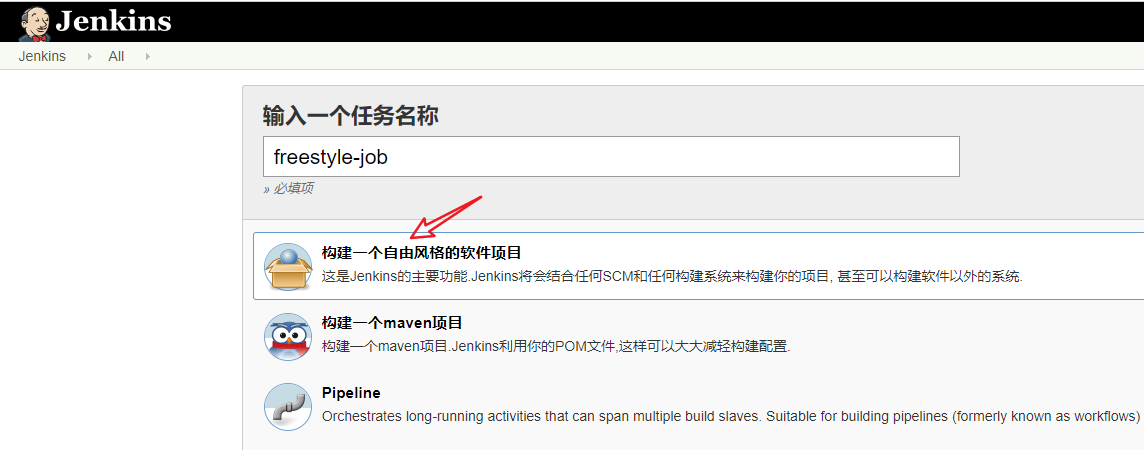 Jenkins
Jenkins All
输入一个任务名称
freestyle-job
» 必填项
构建一个自由风格的软件项目
这是Jenkins的主要功能.Jenkins将会结合任何SCM和任何构建系统来构建你的项目, 甚至可以构建软件以外的系统.
构建一个maven项目
构建一个maven项目.Jenkins利用你的POM文件,这样可以大大减轻构建配置.
Pipeline
Orchestrates long-running activities that can span multiple build slaves. Suitable for building pipelines (formerly known as workflows)